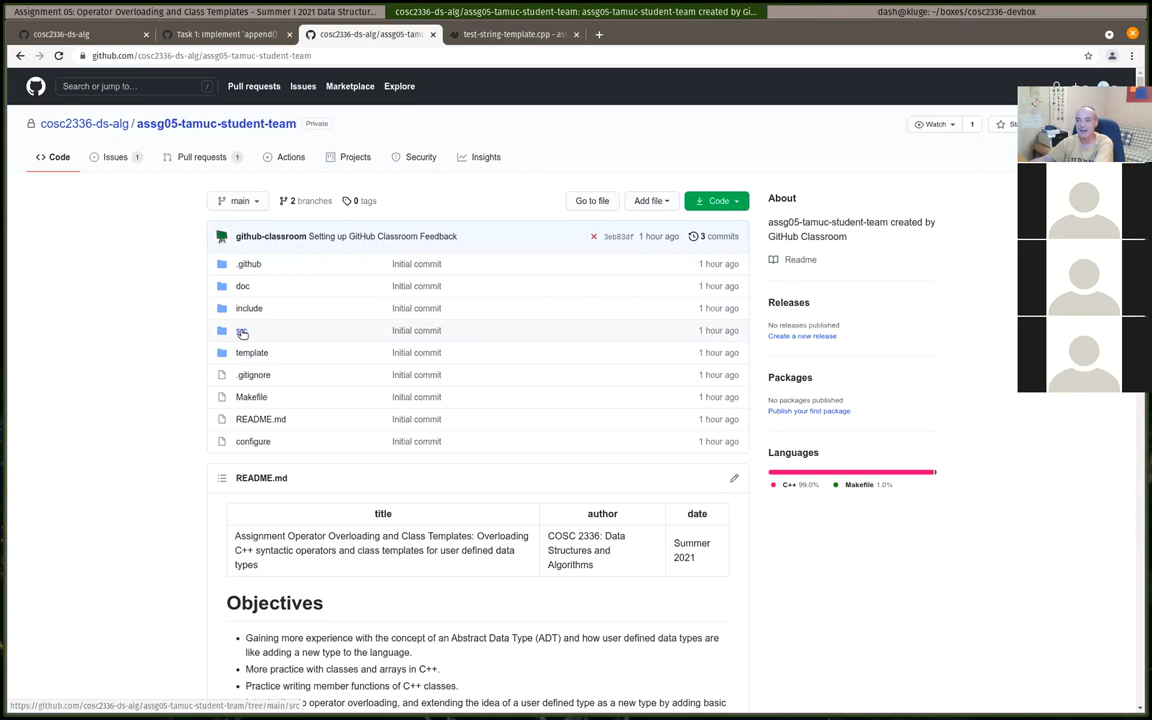 Assignment 05: Operator Overloading and Class Templates - Summer I 2021 Data Structur...
cosc2336-ds-alg/assg05-tamuc-student-team: assg05-tamuc-student-team created by Gi...
dash@kluge: ~/boxes/cosc2336-devbox
cosc2336-ds-alg
Task 1: Implement `append()
cosc2336-ds-alg/assg05-tamu
test-string-template.cpp - as
github.com/cosc2336-ds-alg/assg05-tamuc-student-team
Search or jump to...
/
Pull requests
Issues
Marketplace
Explore
cosc2336-ds-alg / assg05-tamuc-student-team
Private
Watch
1
Code
Issues
1
Pull requests
1
Actions
Projects
Security
Insights
main
2 branches
0 tags
Go to file
Add file
Code
About
assg05-tamuc-student-team created by
GitHub Classroom
Readme
github-classroom Setting up GitHub Classroom Feedback
3eb83df 1 hour ago
3 commits
.github
Initial commit
1 hour ago
doc
Initial commit
1 hour ago
include
Initial commit
1 hour ago
src
Initial commit
1 hour ago
template
Initial commit
1 hour ago
.gitignore
Initial commit
1 hour ago
Makefile
Initial commit
1 hour ago
README.md
Initial commit
1 hour ago
configure
Initial commit
1 hour ago
Releases
No releases published
Create a new release
Packages
No packages published
Publish your first package
Languages
C++ 99.0%
Makefile 1.0%
README.md
title
author
date
Assignment Operator Overloading and Class Templates: Overloading
C++ syntactic operators and class templates for user defined data
types
COSC 2336: Data
Structures and
Algorithms
Summer
2021
Objectives
Gaining more experience with the concept of an Abstract Data Type (ADT) and how user defined data types are
like adding a new type to the language.
More practice with classes and arrays in C++.
Practice writing member functions of C++ classes.
operator overloading, and extending the idea of a user defined type as a new type by adding basic
https://github.com/cosc2336-ds-alg/assg05-tamuc-student-team/tree/main/src